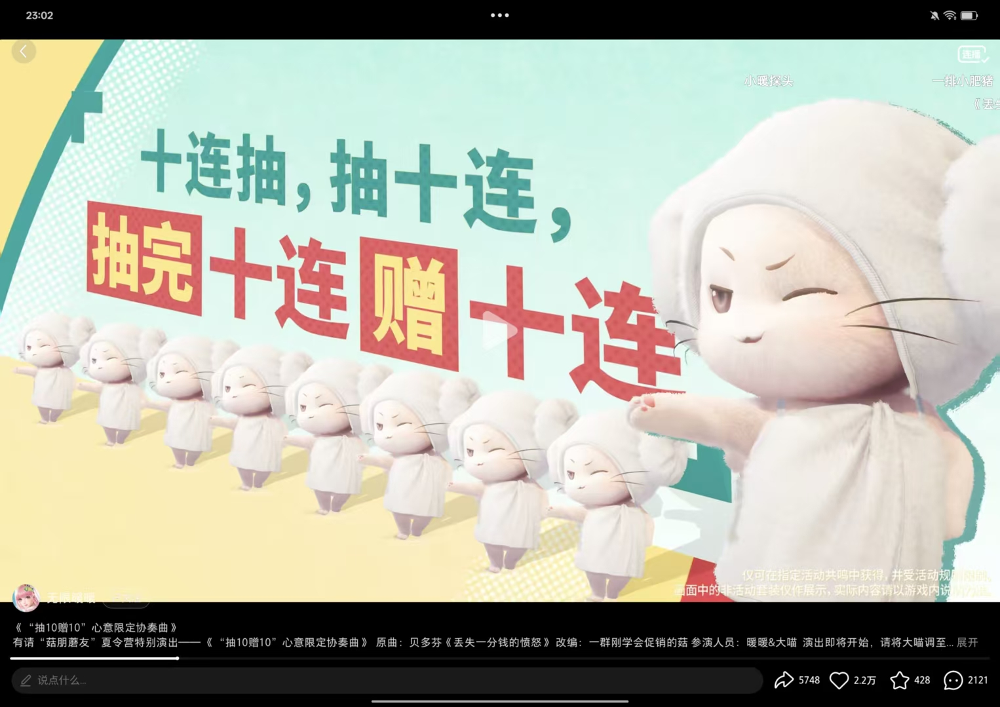 23:02
连播
小暖探头
一排小肥猪
《丢失
十连抽，抽十连，
抽完十连赠十连
仅可在指定活动共鸣中获得，并受活动规则限制。
画面中的非活动套装仅作展示，实际内容请以游戏内说
无限暖暖
《“抽10赠10”心意限定协奏曲》
有请“菇朋蘑友”夏令营特别演出——《“抽10赠10”心意限定协奏曲》 原曲：贝多芬《丢失一分钱的愤怒》 改编：一群刚学会促销的菇 参演人员：暖暖&大喵 演出即将开始，请将大喵调至... 展开
说点什么...
5748
2.2万
428
2121